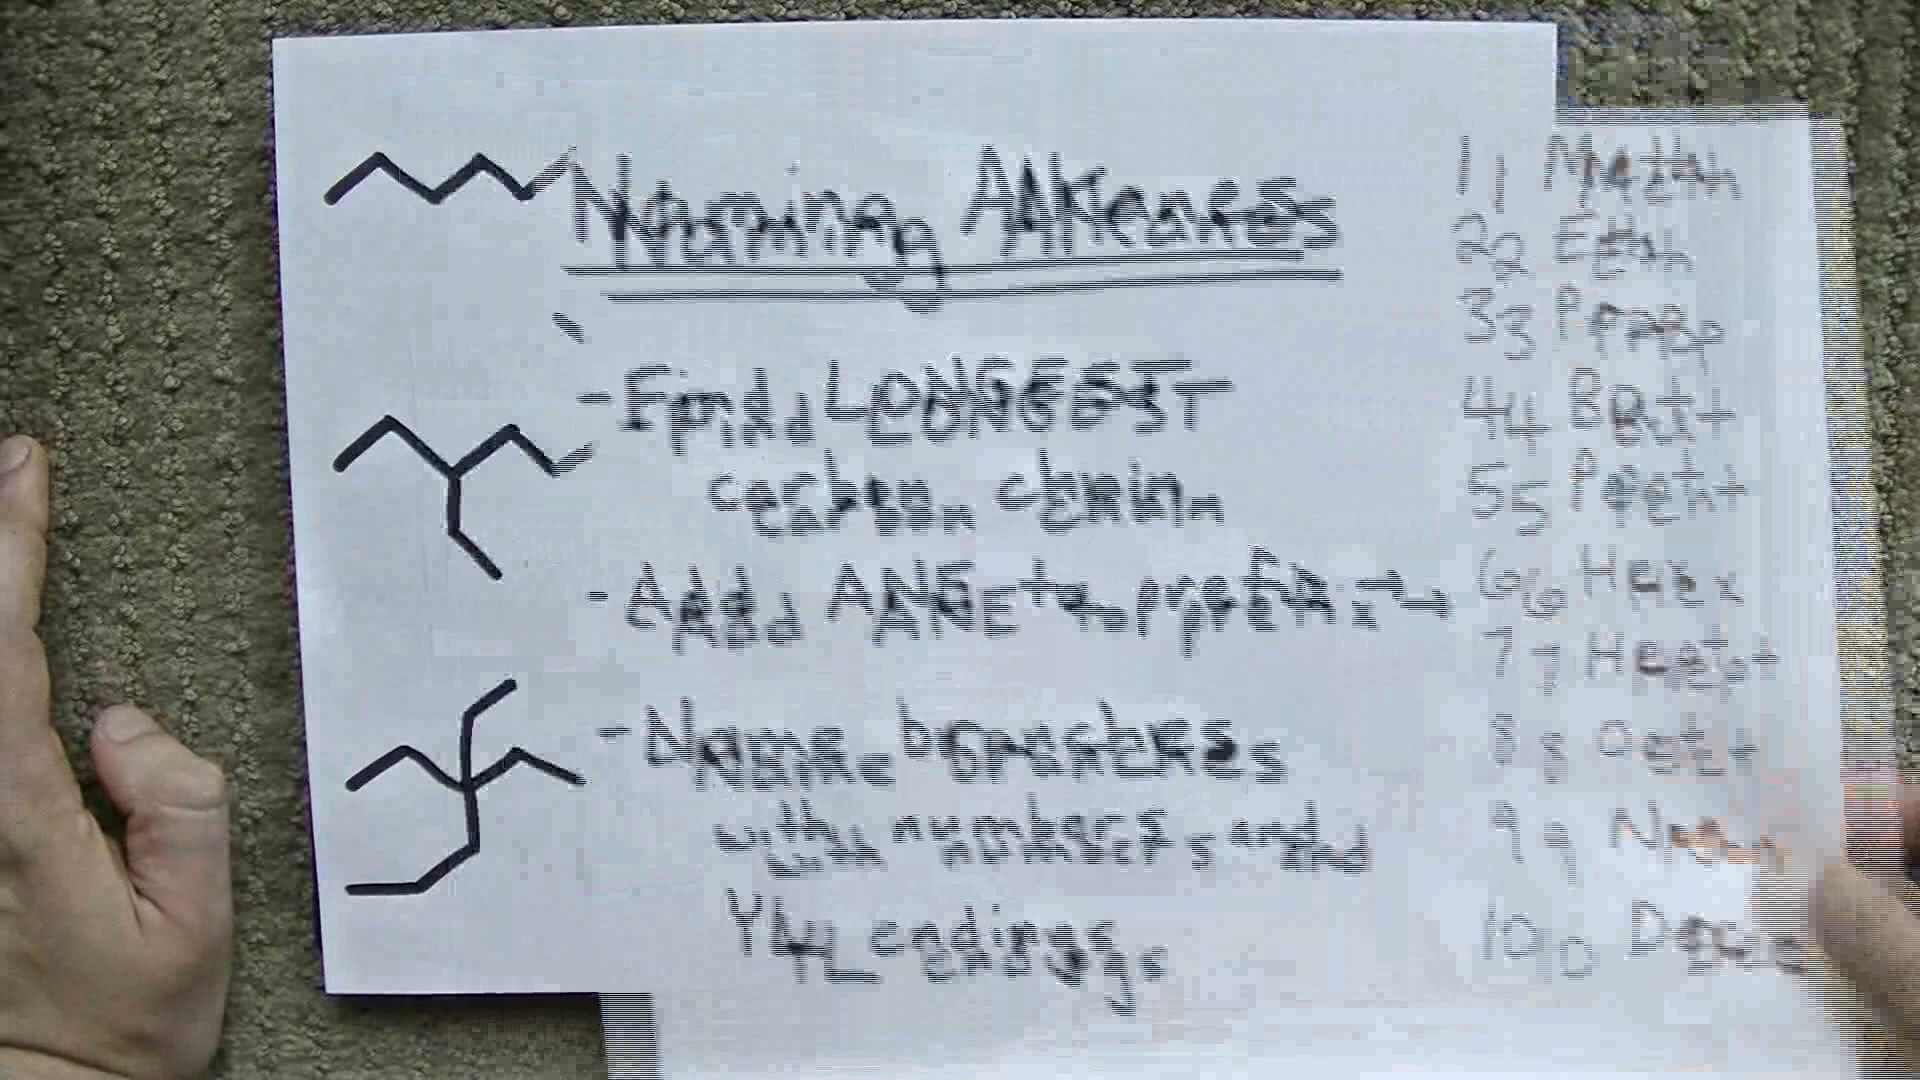 Naming Alkanes
- Find LONGEST
carbon chain
- Add ANE to prefix →
- Name branches
with numbers and
YL endings.
1 Meth
2 Eth
3 Prop
4 But
5 Pent
6 Hex
7 Hept
8 Oct
9 Non
10 Dec